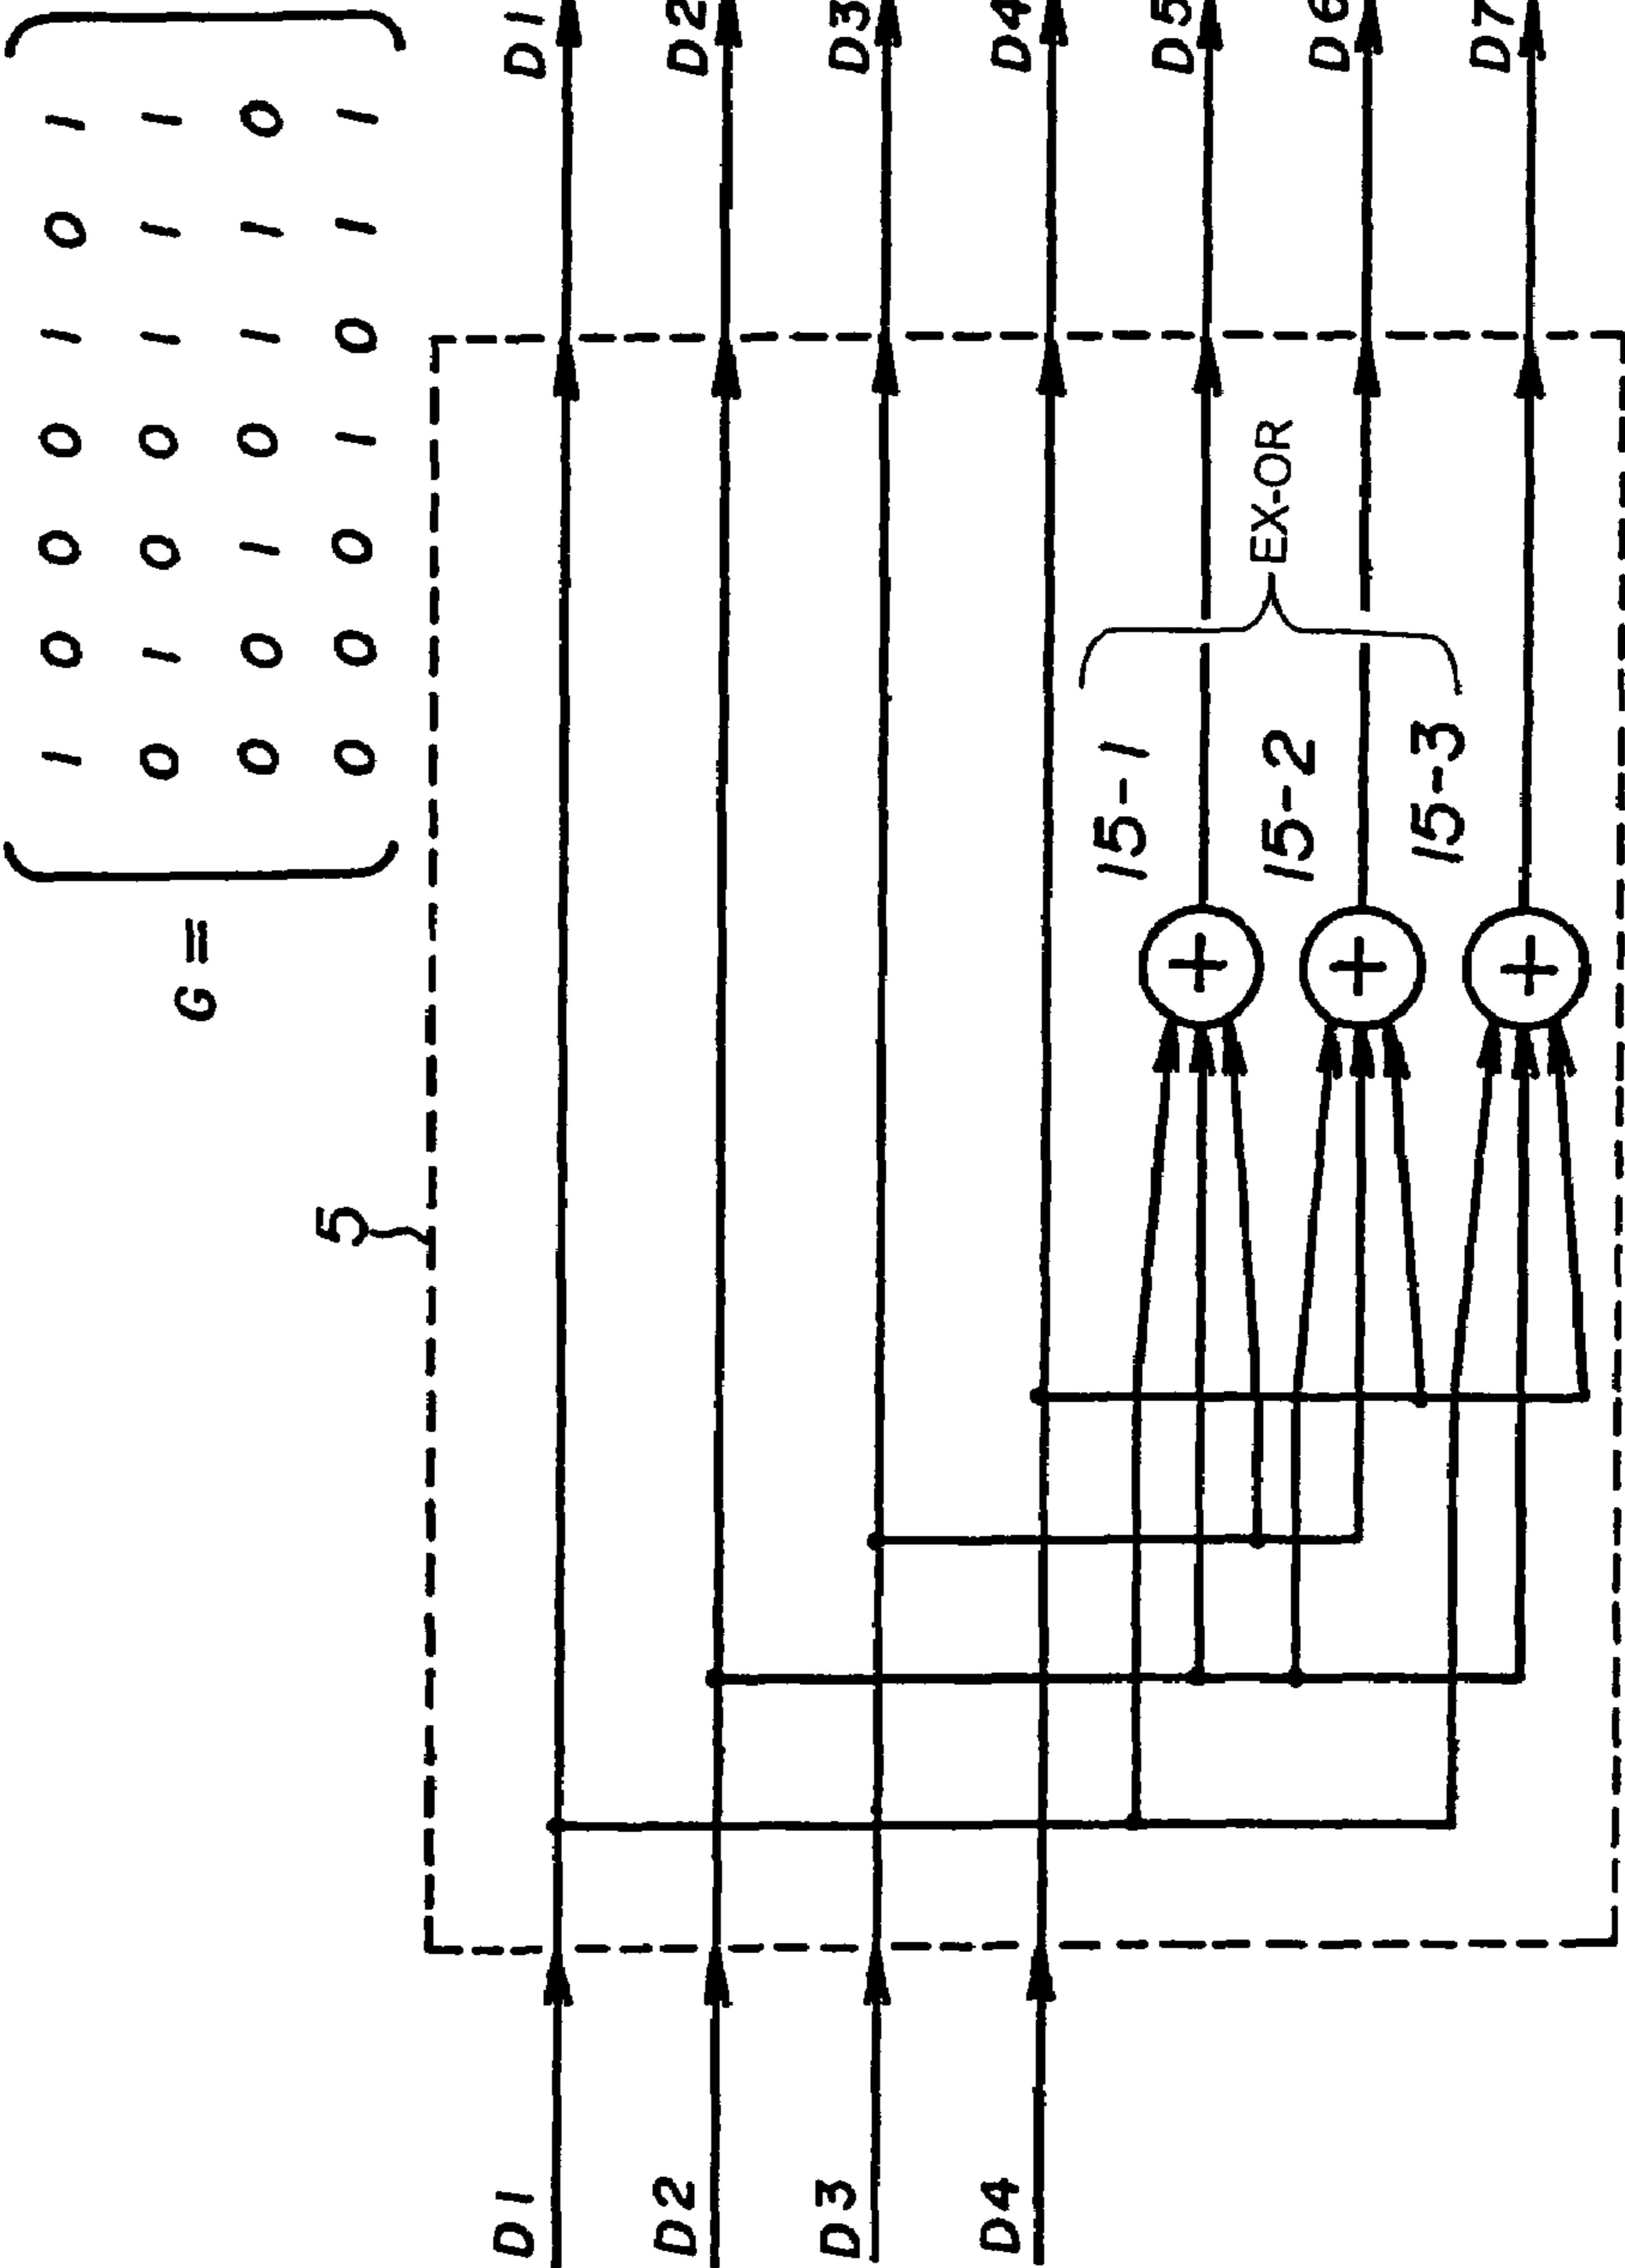 1 0 0 0 1 0 1
0 1 0 0 1 1 1
G =
0 0 1 0 1 1 0
0 0 0 1 0 1 1
5
D1
D1
D2
D2
D3
D3
D4
D4
15-1
D5
15-2
EX-OR
D6
15-3
D7